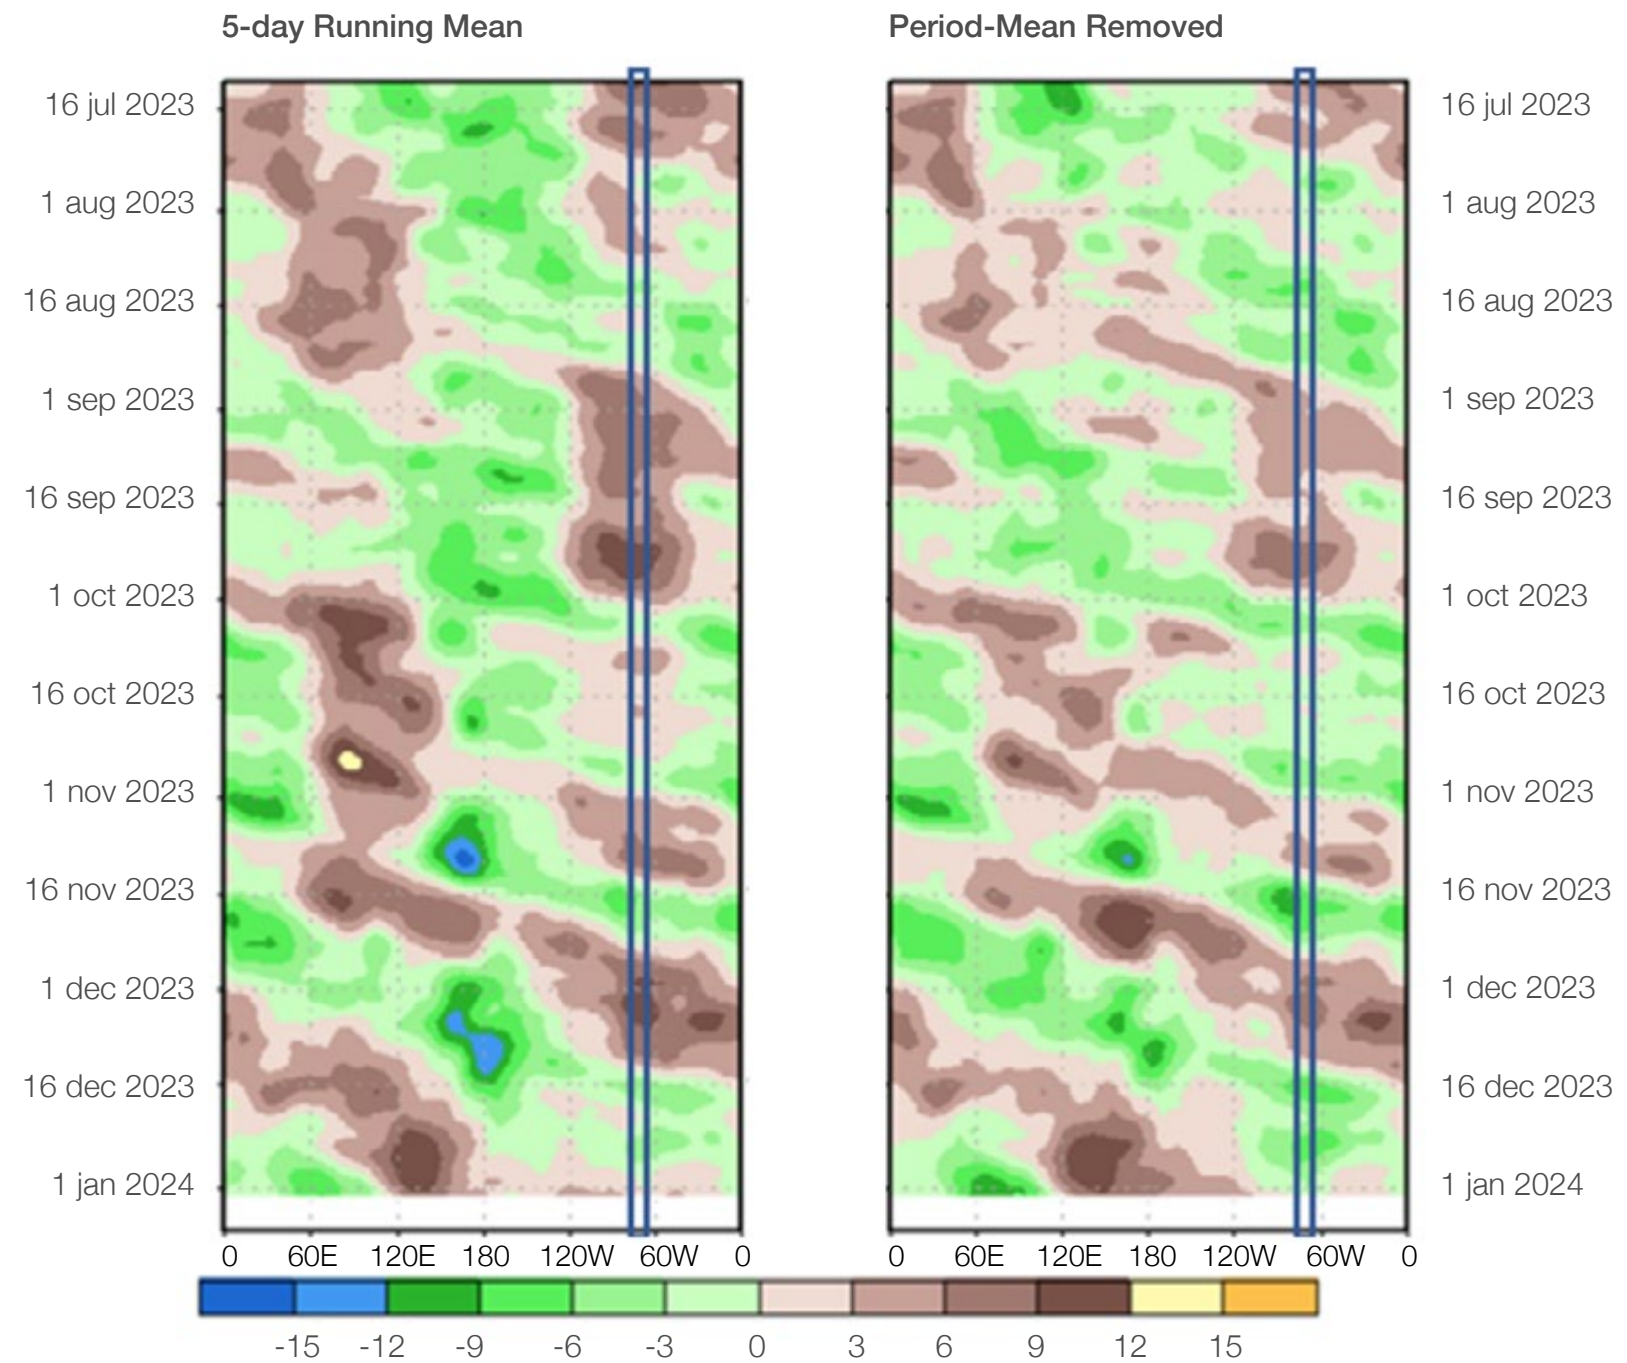 5-day Running Mean
Period-Mean Removed
16 jul 2023
16 jul 2023
1 aug 2023
1 aug 2023
16 aug 2023
16 aug 2023
1 sep 2023
1 sep 2023
16 sep 2023
16 sep 2023
1 oct 2023
1 oct 2023
16 oct 2023
16 oct 2023
1 nov 2023
1 nov 2023
16 nov 2023
16 nov 2023
1 dec 2023
1 dec 2023
16 dec 2023
16 dec 2023
1 jan 2024
1 jan 2024
0 60E 120E 180 120W 60W 0
0 60E 120E 180 120W 60W 0
-15 -12 -9 -6 -3 0 3 6 9 12 15